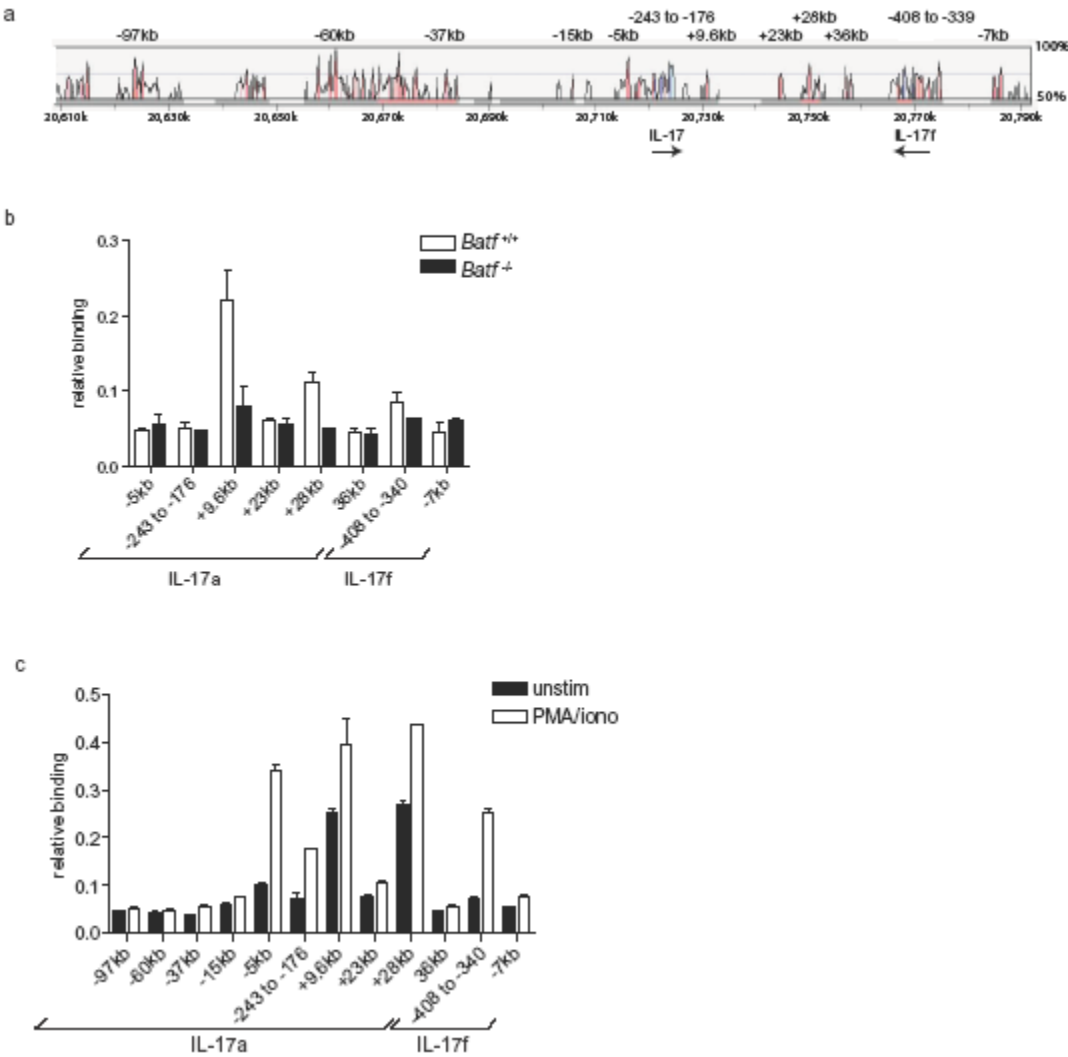 a
-243 to -176 +28kb -408 to -339
-97kb -60kb -37kb -15kb -5kb +9.6kb +23kb +36kb -7kb
100%
50%
20,610k 20,630k 20,650k 20,670k 20,690k 20,710k 20,730k 20,750k 20,770k 20,790k
IL-17 IL-17f
b
Batf +/+
Batf -/-
relative binding
0.3
0.2
0.1
0.0
-5kb -243 to -176 +9.6kb +23kb +28kb 36kb -408 to -340 -7kb
IL-17a IL-17f
c
unstim
PMA/iono
relative binding
0.5
0.4
0.3
0.2
0.1
0.0
-97kb -60kb -37kb -15kb -5kb -243 to -176 +9.6kb +23kb +28kb 36kb -408 to -340 -7kb
IL-17a IL-17f